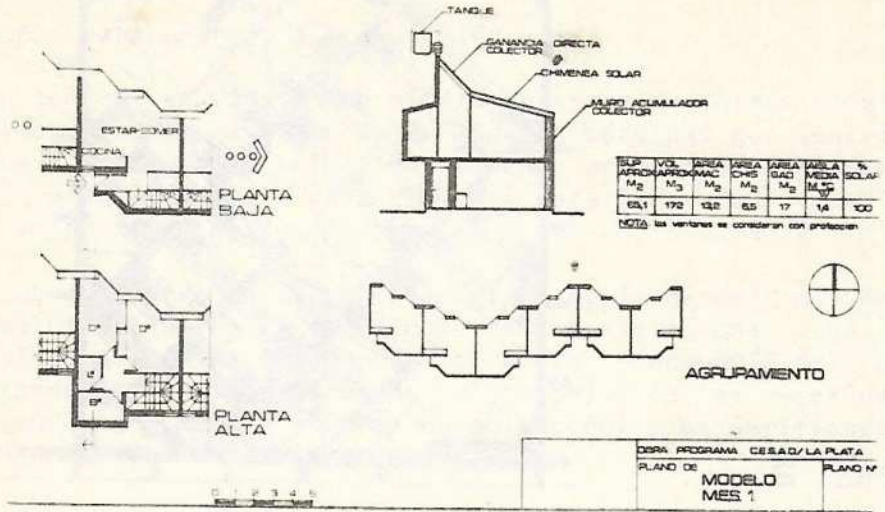 TANQUE
GANANCIA DIRECTA
COLECTOR
CHIMENEA SOLAR
MURO ACUMULADOR
COLECTOR
ESTAR-COMER
COCINA
PLANTA
BAJA
SUP APROX M2 | VOL APROX M3 | AREA MAC M2 | AREA CHIS M2 | AREA GAD M2 | AISLA MEDIA M2 °C W | % SOLAR
172 | 13,2 | 6,5 | 17 | 1,4 | 100
NOTA las ventanas se consideran con proteccion
PLANTA
ALTA
AGRUPAMIENTO
0 1 2 3 4 5
OBRA PROGRAMA C.E.S.A.D./LA PLATA
PLANO DE
MODELO
MES 1
PLANO Nº